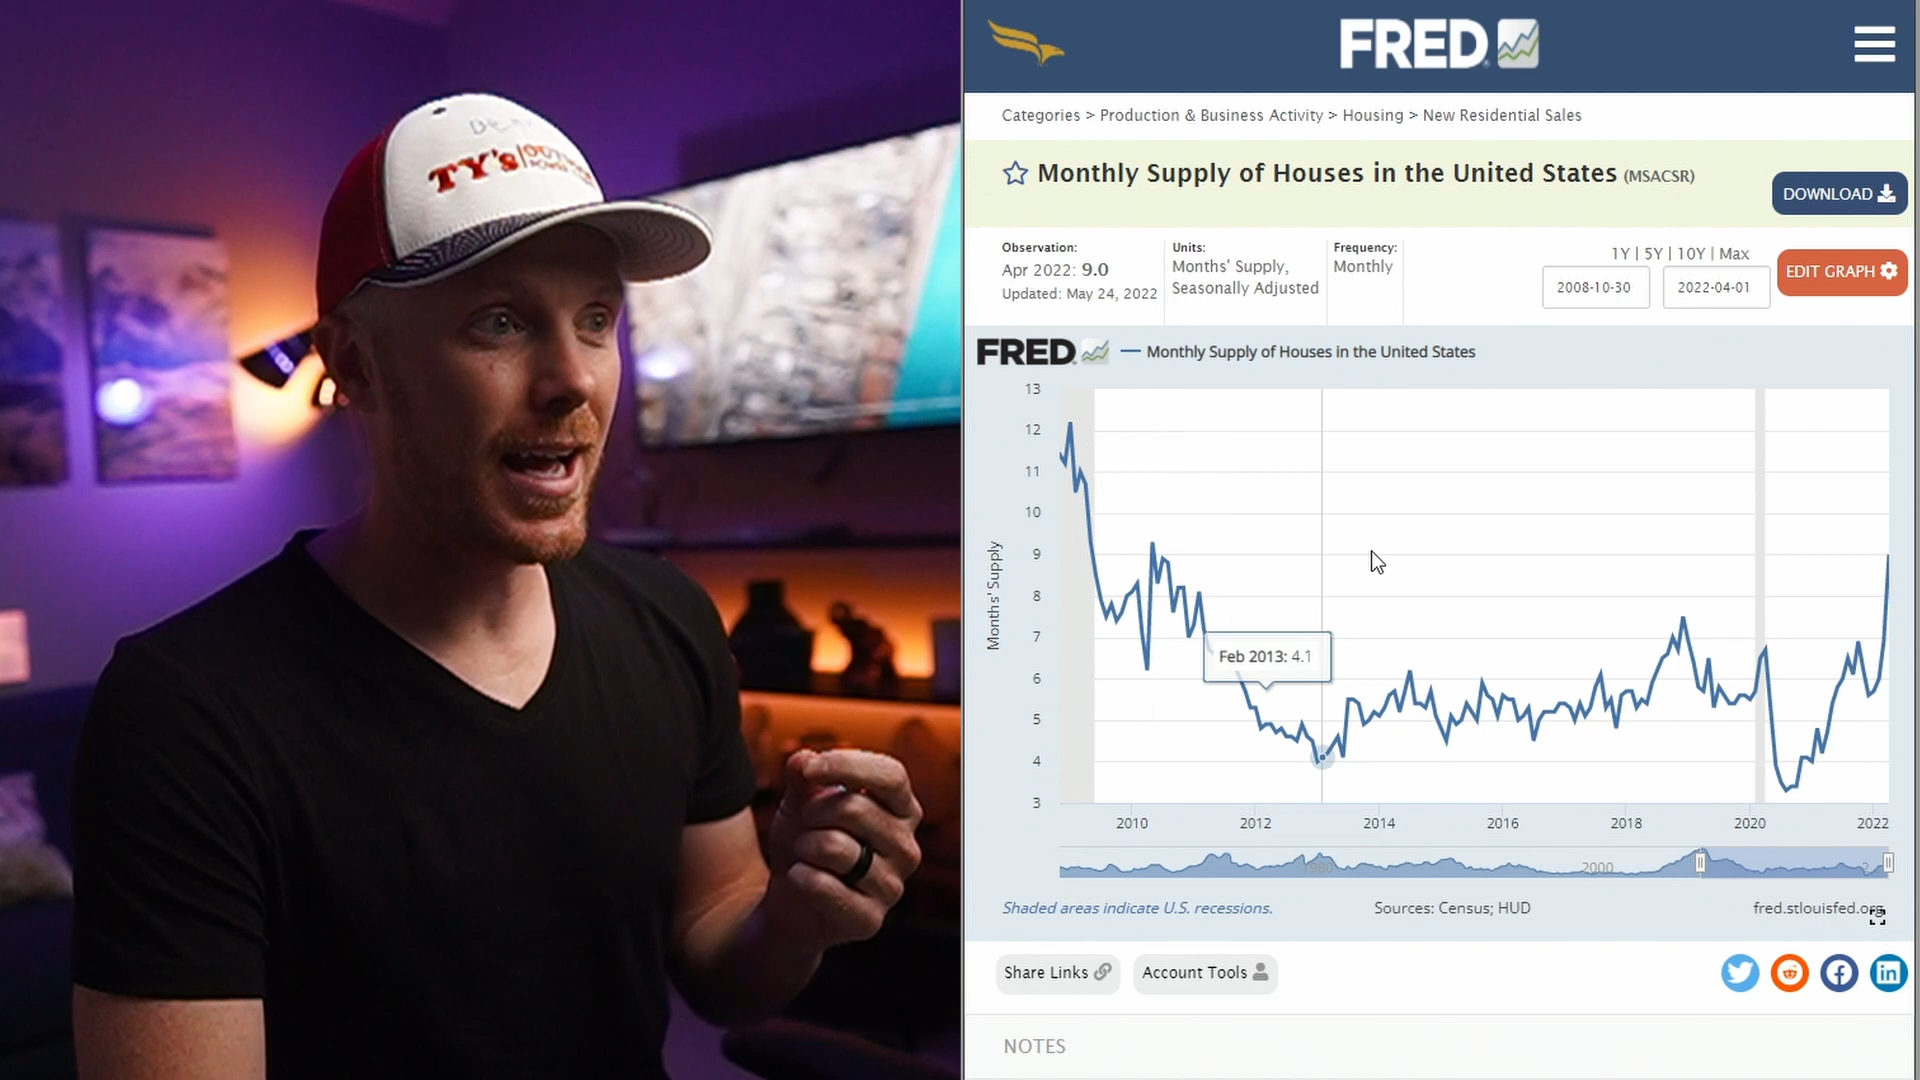 TY's
FRED
Categories > Production & Business Activity > Housing > New Residential Sales
Monthly Supply of Houses in the United States (MSACSR)
DOWNLOAD
Observation:
Apr 2022: 9.0
Updated: May 24, 2022
Units:
Months' Supply,
Seasonally Adjusted
Frequency:
Monthly
1Y | 5Y | 10Y | Max
2008-10-30
2022-04-01
EDIT GRAPH
FRED
Monthly Supply of Houses in the United States
Months' Supply
13
12
11
10
9
8
7
6
5
4
3
Feb 2013: 4.1
2010
2012
2014
2016
2018
2020
2022
1980
2000
Shaded areas indicate U.S. recessions.
Sources: Census; HUD
fred.stlouisfed.org
Share Links
Account Tools
NOTES